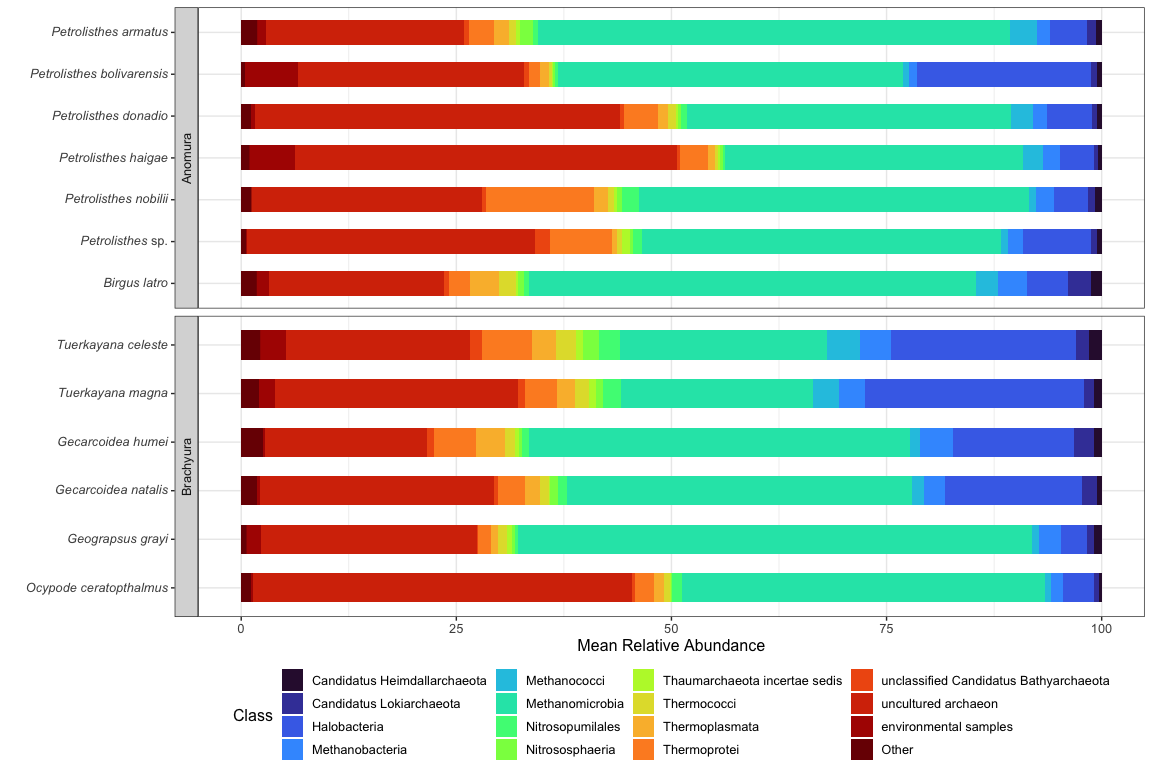 Anomura
Petrolisthes armatus
Petrolisthes bolivarensis
Petrolisthes donadio
Petrolisthes haigae
Petrolisthes nobilii
Petrolisthes sp.
Birgus latro
Brachyura
Tuerkayana celeste
Tuerkayana magna
Gecarcoidea humei
Gecarcoidea natalis
Geograpsus grayi
Ocypode ceratopthalmus
0 25 50 75 100
Mean Relative Abundance
Class
Candidatus Heimdallarchaeota
Candidatus Lokiarchaeota
Halobacteria
Methanobacteria
Methanococci
Methanomicrobia
Nitrosopumilales
Nitrososphaeria
Thaumarchaeota incertae sedis
Thermococci
Thermoplasmata
Thermoprotei
unclassified Candidatus Bathyarchaeota
uncultured archaeon
environmental samples
Other